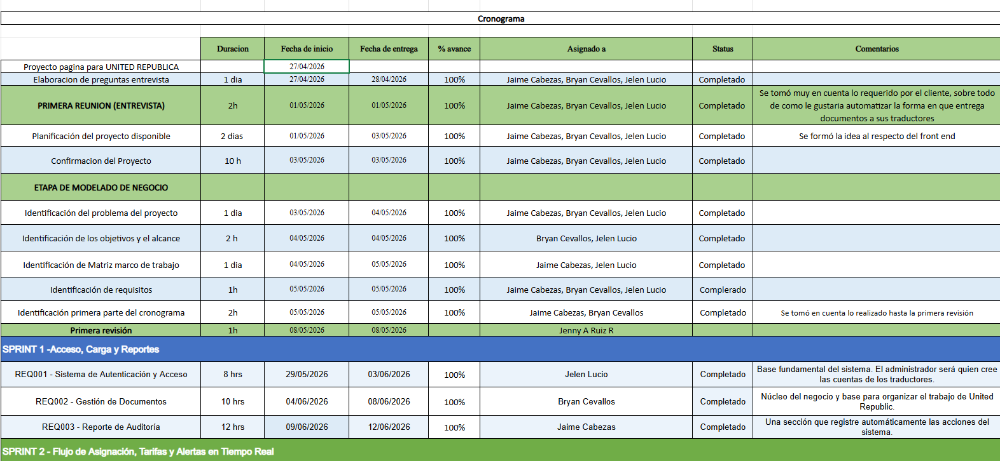 Cronograma
Duracion Fecha de inicio Fecha de entrega % avance Asignado a Status Comentarios
Proyecto pagina para UNITED REPUBLICA 27/04/2026
Elaboracion de preguntas entrevista 1 dia 27/04/2026 28/04/2026 100% Jaime Cabezas, Bryan Cevallos, Jelen Lucio Completado
PRIMERA REUNION (ENTREVISTA) 2h 01/05/2026 01/05/2026 100% Jaime Cabezas, Bryan Cevallos, Jelen Lucio Completado Se tomó muy en cuenta lo requerido por el cliente, sobre todo
de como le gustaria automatizar la forma en que entrega
documentos a sus traductores
Planificación del proyecto disponible 2 dias 01/05/2026 03/05/2026 100% Jaime Cabezas, Bryan Cevallos, Jelen Lucio Completado Se formó la idea al respecto del front end
Confirmacion del Proyecto 10 h 03/05/2026 03/05/2026 100% Jaime Cabezas, Bryan Cevallos, Jelen Lucio Completado
ETAPA DE MODELADO DE NEGOCIO
Identificación del problema del proyecto 1 dia 03/05/2026 04/05/2026 100% Jaime Cabezas, Bryan Cevallos, Jelen Lucio Completado
Identificación de los objetivos y el alcance 2 h 04/05/2026 04/05/2026 100% Bryan Cevallos, Jelen Lucio Completado
Identificación de Matriz marco de trabajo 1 dia 04/05/2026 05/05/2026 100% Jaime Cabezas, Jelen Lucio Completado
Identificación de requisitos 1h 05/05/2026 05/05/2026 100% Jaime Cabezas, Bryan Cevallos, Jelen Lucio Complerado
Identificación primera parte del cronograma 2h 05/05/2026 05/05/2026 100% Jaime Cabezas, Bryan Cevallos Completado Se tomó en cuenta lo realizado hasta la primera revisión
Primera revisión 1h 08/05/2026 08/05/2026 Jenny A Ruiz R
SPRINT 1 -Acceso, Carga y Reportes
REQ001 - Sistema de Autenticación y Acceso 8 hrs 29/05/2026 03/06/2026 100% Jelen Lucio Completado Base fundamental del sistema. El administrador será quien cree
las cuentas de los traductores.
REQ002 - Gestión de Documentos 10 hrs 04/06/2026 08/06/2026 100% Bryan Cevallos Completado Núcleo del negocio y base para organizar el trabajo de United
Republic.
REQ003 - Reporte de Auditoría 12 hrs 09/06/2026 12/06/2026 100% Jaime Cabezas Completado Una sección que registre automáticamente las acciones del
sistema.
SPRINT 2 - Flujo de Asignación, Tarifas y Alertas en Tiempo Real